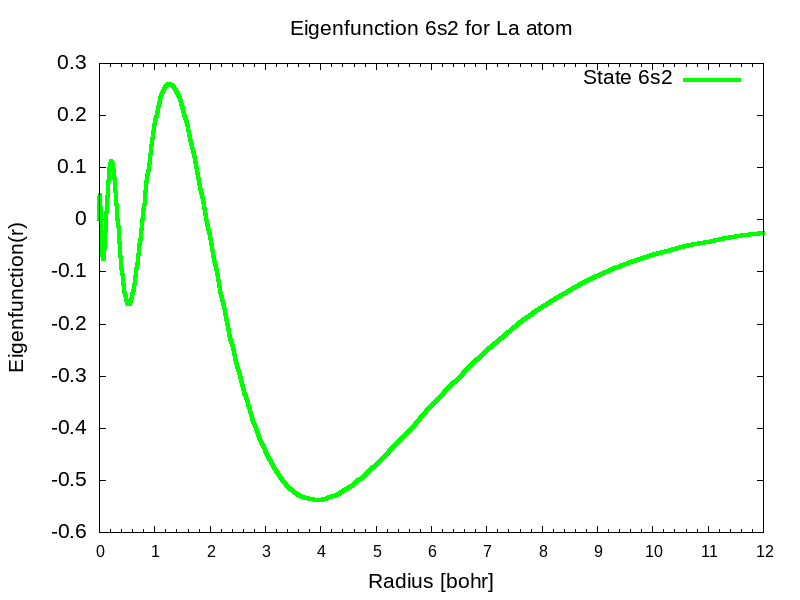 Eigenfunction 6s2 for La atom
State 6s2
0.3
0.2
0.1
0
-0.1
-0.2
-0.3
-0.4
-0.5
-0.6
Eigenfunction(r)
0 1 2 3 4 5 6 7 8 9 10 11 12
Radius [bohr]